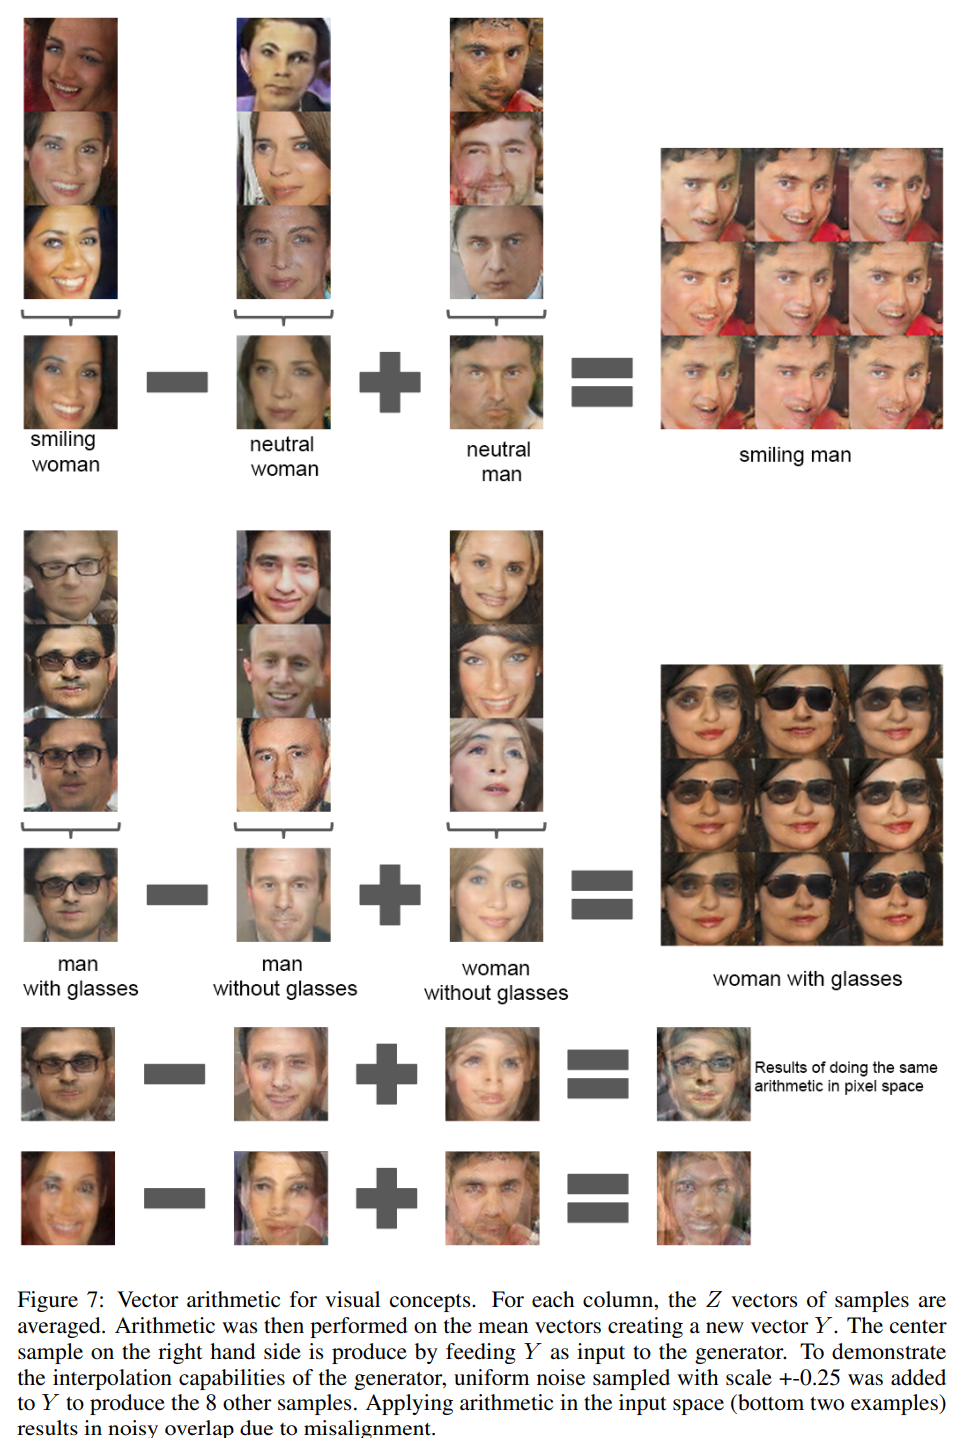 smiling
woman
neutral
woman
neutral
man
smiling man
man
with glasses
man
without glasses
woman
without glasses
woman with glasses
Results of doing the same
arithmetic in pixel space
Figure 7: Vector arithmetic for visual concepts. For each column, the Z vectors of samples are
averaged. Arithmetic was then performed on the mean vectors creating a new vector Y. The center
sample on the right hand side is produce by feeding Y as input to the generator. To demonstrate
the interpolation capabilities of the generator, uniform noise sampled with scale +-0.25 was added
to Y to produce the 8 other samples. Applying arithmetic in the input space (bottom two examples)
results in noisy overlap due to misalignment.